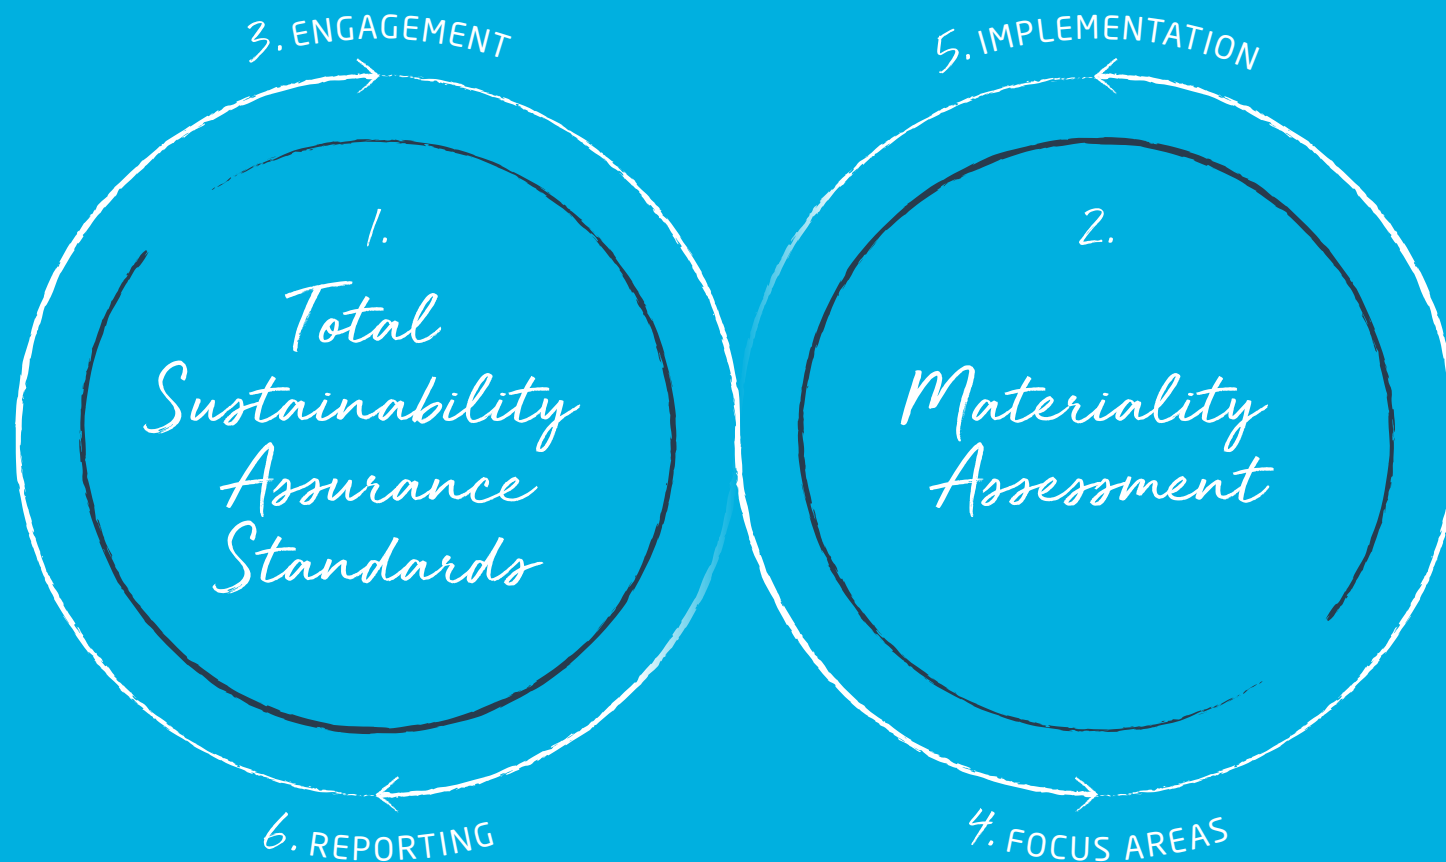 3. ENGAGEMENT
5. IMPLEMENTATION
1.
Total
Sustainability
Assurance
Standards
2.
Materiality
Assessment
6. REPORTING
4. FOCUS AREAS